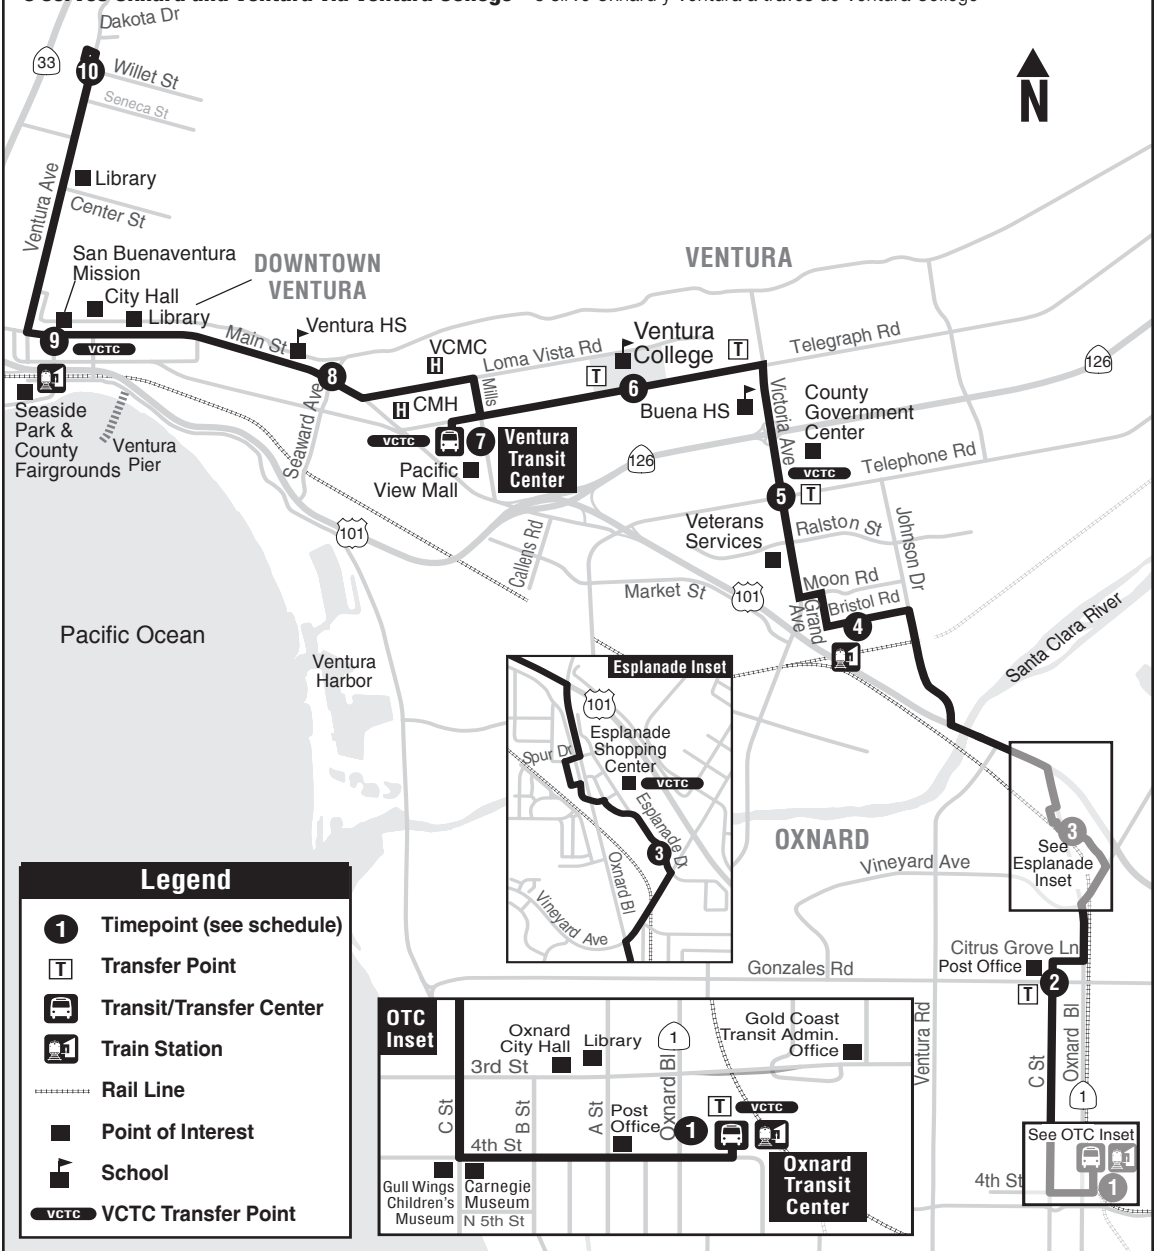 Dakota Dr
33
10
Willet St
Seneca St
N
Library
Ventura Ave
Center St
San Buenaventura
Mission
City Hall
Library
DOWNTOWN
VENTURA
VENTURA
9
VCTC
Main St
Ventura HS
8
VCMC
H
Loma Vista Rd
Ventura
College
T
T
6
Telegraph Rd
126
Seaside
Park &
County
Fairgrounds
Ventura
Pier
Seaward Ave
H CMH
Mills
VCTC
7
Ventura
Transit
Center
Pacific
View Mall
Buena HS
Victoria Ave
County
Government
Center
VCTC
Telephone Rd
126
5
T
101
Callens Rd
Veterans
Services
Ralston St
Johnson Dr
Market St
101
Moon Rd
Grand
Ave
Bristol Rd
4
Santa Clara River
Pacific Ocean
Ventura
Harbor
Esplanade Inset
101
Esplanade
Shopping
Center
VCTC
Spur Dr
Esplanade Dr
3
Oxnard Bl
Vineyard Ave
OXNARD
Vineyard Ave
3
See
Esplanade
Inset
Citrus Grove Ln
Post Office
2
T
Gonzales Rd
Ventura Rd
C St
Oxnard Bl
1
See OTC Inset
4th St
1
Legend
1 Timepoint (see schedule)
T Transfer Point
Transit/Transfer Center
Train Station
Rail Line
Point of Interest
School
VCTC VCTC Transfer Point
OTC
Inset
Oxnard
City Hall
Library
1
Gold Coast
Transit Admin.
Office
3rd St
C St
B St
A St
Oxnard Bl
Post
Office
1
T
VCTC
4th St
Oxnard
Transit
Center
Gull Wings
Children's
Museum
Carnegie
Museum
N 5th St